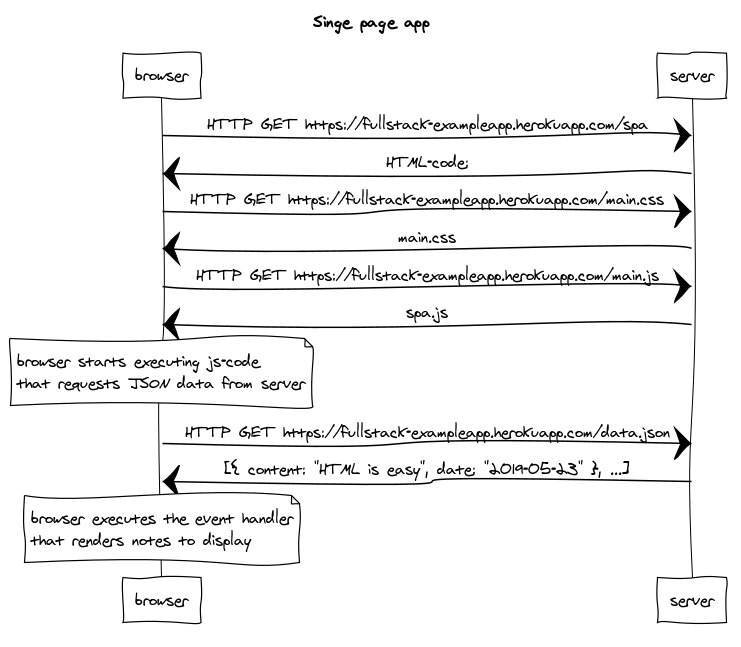 Singe page app
browser
server
HTTP GET https://fullstack-exampleapp.herokuapp.com/spa
HTML-code;
HTTP GET https://fullstack-exampleapp.herokuapp.com/main.css
main.css
HTTP GET https://fullstack-exampleapp.herokuapp.com/main.js
spa.js
browser starts executing js-code
that requests JSON data from server
HTTP GET https://fullstack-exampleapp.herokuapp.com/data.json
[{ content: "HTML is easy", date: "2019-05-23" }, ...]
browser executes the event handler
that renders notes to display
browser
server